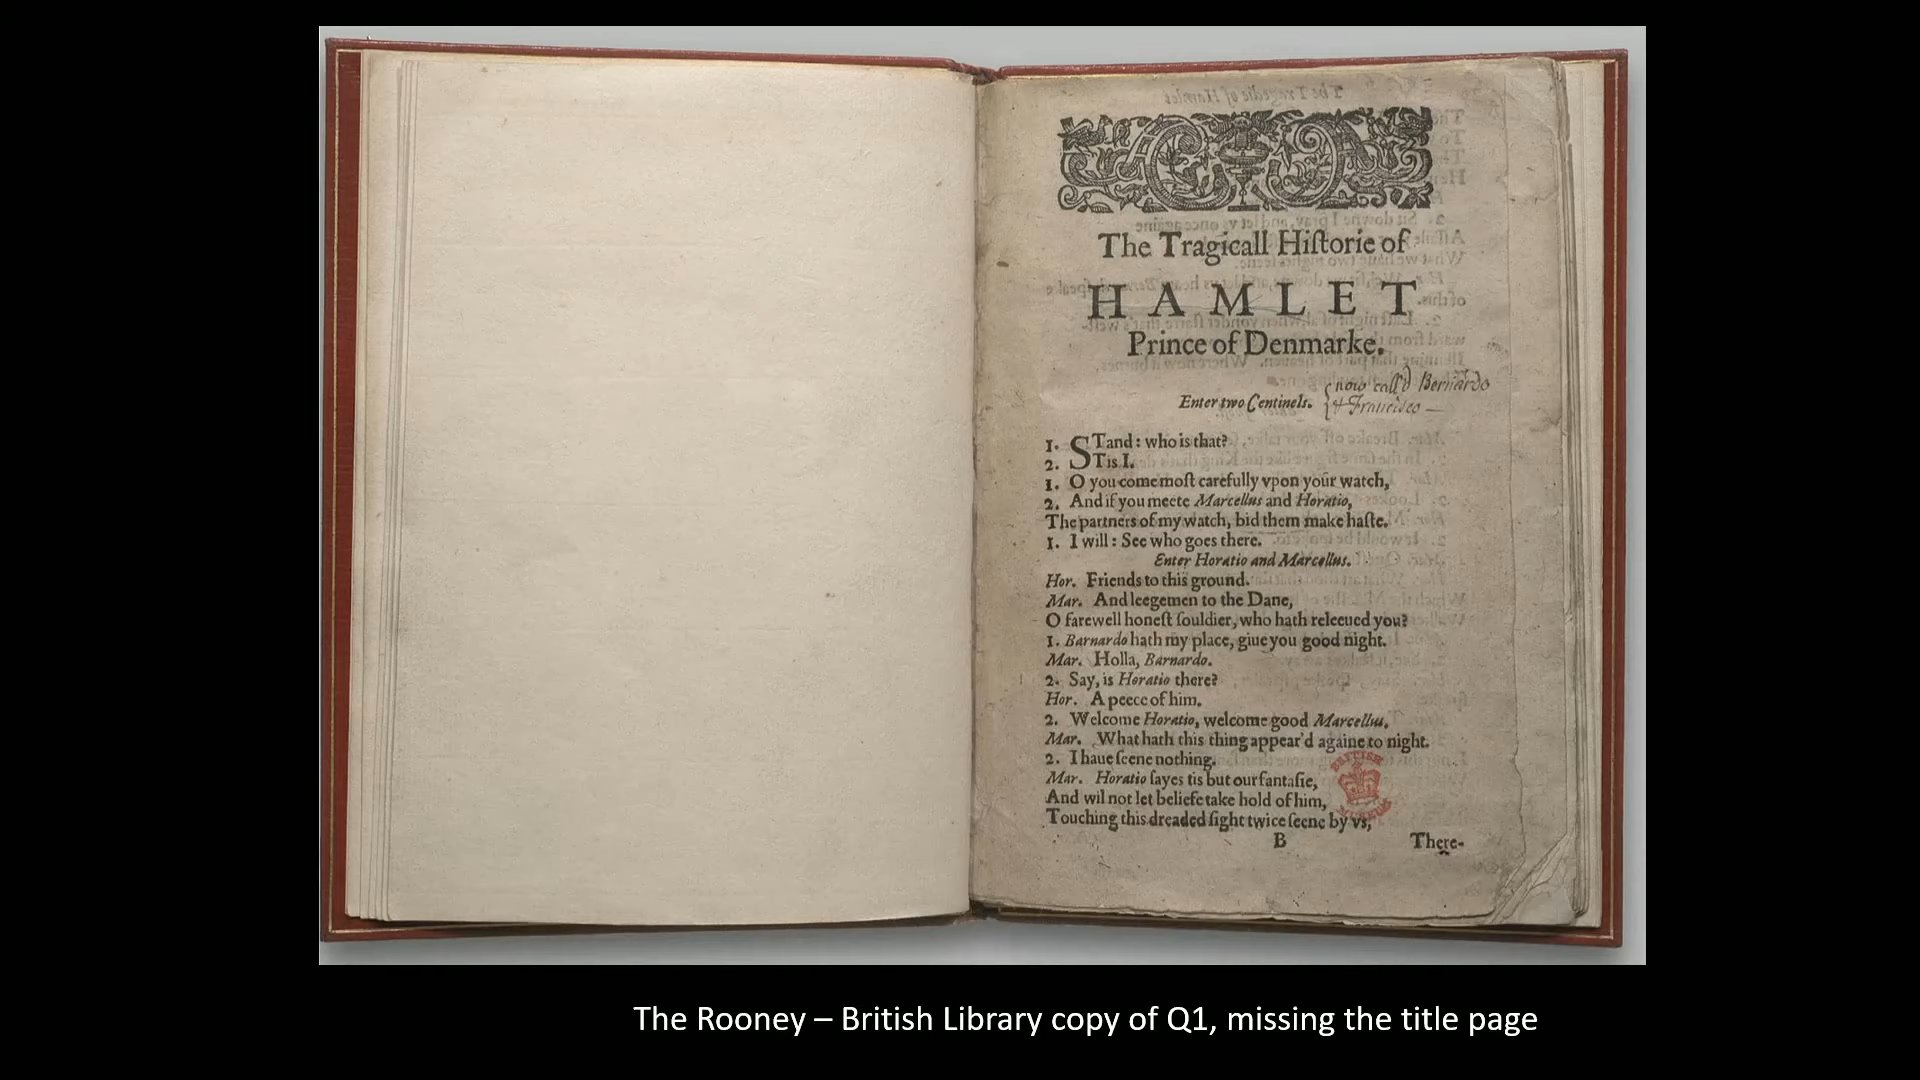 The Tragicall Hiſtorie of
HAMLET
Prince of Denmarke.
Enter two Centinels. {now call'd Bernardo
{& Francisco —
1. STand: who is that?
2. Tis I.
1. O you come moſt carefully vpon your watch,
2. And if you meete Marcellus and Horatio,
The partners of my watch, bid them make haſte.
1. I will: See who goes there.
Enter Horatio and Marcellus.
Hor. Friends to this ground.
Mar. And leegemen to the Dane,
O farewell honeſt ſouldier, who hath releeued you?
1. Barnardo hath my place, giue you good night.
Mar. Holla, Barnardo.
2. Say, is Horatio there?
Hor. A peece of him.
2. Welcome Horatio, welcome good Marcellus.
Mar. What hath this thing appear'd againe to night.
2. I haue ſeene nothing.
Mar. Horatio ſayes tis but our fantaſie,
And wil not let beliefe take hold of him,
Touching this dreaded ſight twice ſeene by vs,
B There-
BRITISH
MUSEUM
The Rooney – British Library copy of Q1, missing the title page